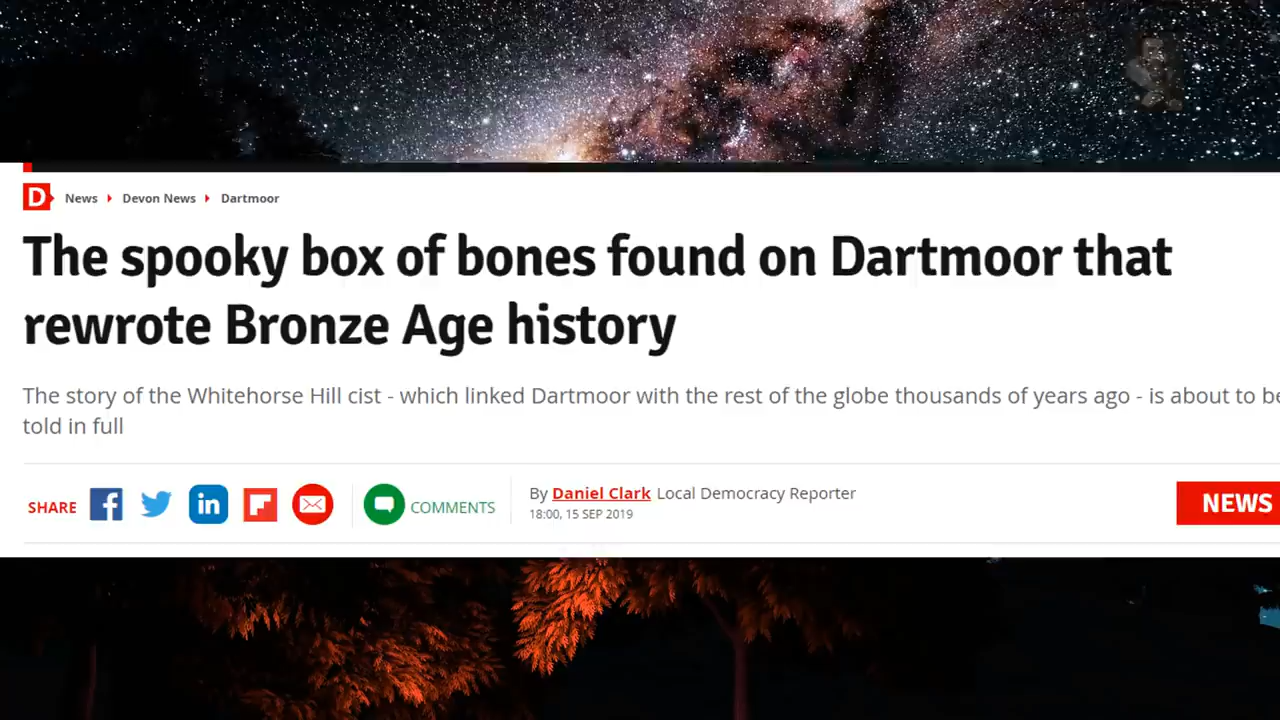 D News Devon News Dartmoor
The spooky box of bones found on Dartmoor that
rewrote Bronze Age history
The story of the Whitehorse Hill cist - which linked Dartmoor with the rest of the globe thousands of years ago - is about to be
told in full
SHARE in COMMENTS By Daniel Clark Local Democracy Reporter
18:00, 15 SEP 2019
NEWS